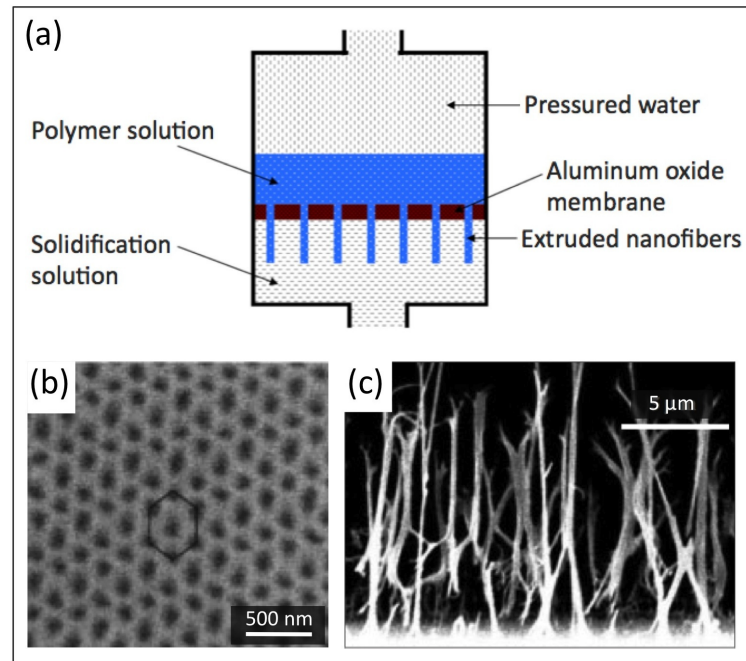 (a)
Polymer solution
Pressured water
Aluminum oxide
membrane
Extruded nanofibers
Solidification
solution
(b)
500 nm
(c)
5 μm